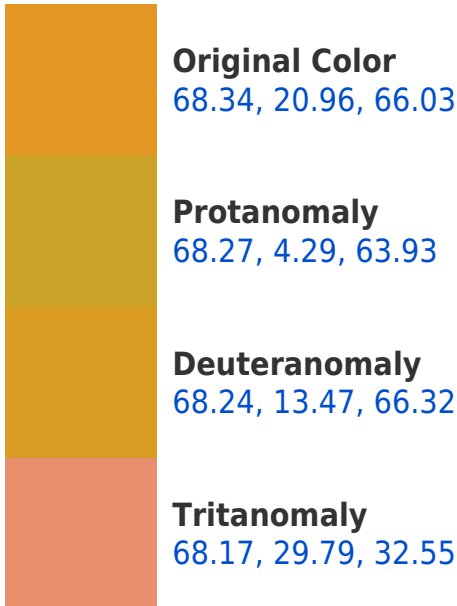 Original Color
68.34, 20.96, 66.03
Protanomaly
68.27, 4.29, 63.93
Deuteranomaly
68.24, 13.47, 66.32
Tritanomaly
68.17, 29.79, 32.55